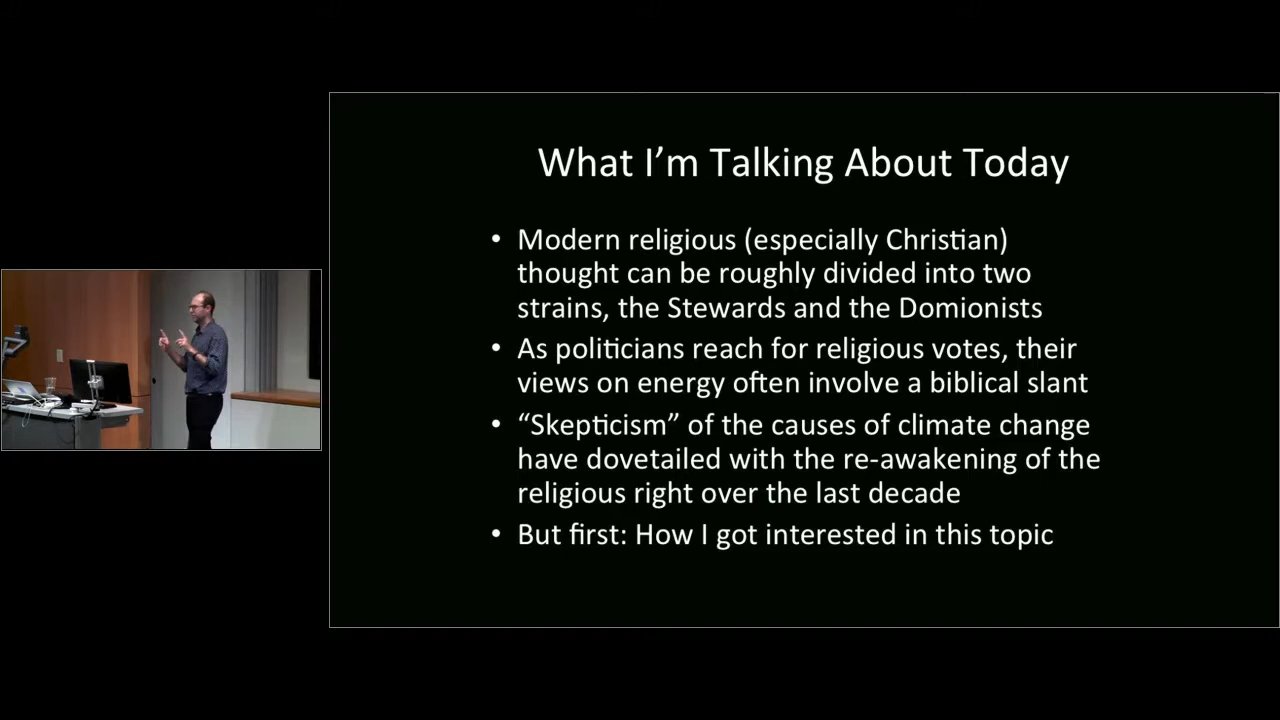 What I’m Talking About Today
• Modern religious (especially Christian)
thought can be roughly divided into two
strains, the Stewards and the Domionists
• As politicians reach for religious votes, their
views on energy often involve a biblical slant
• “Skepticism” of the causes of climate change
have dovetailed with the re-awakening of the
religious right over the last decade
• But first: How I got interested in this topic